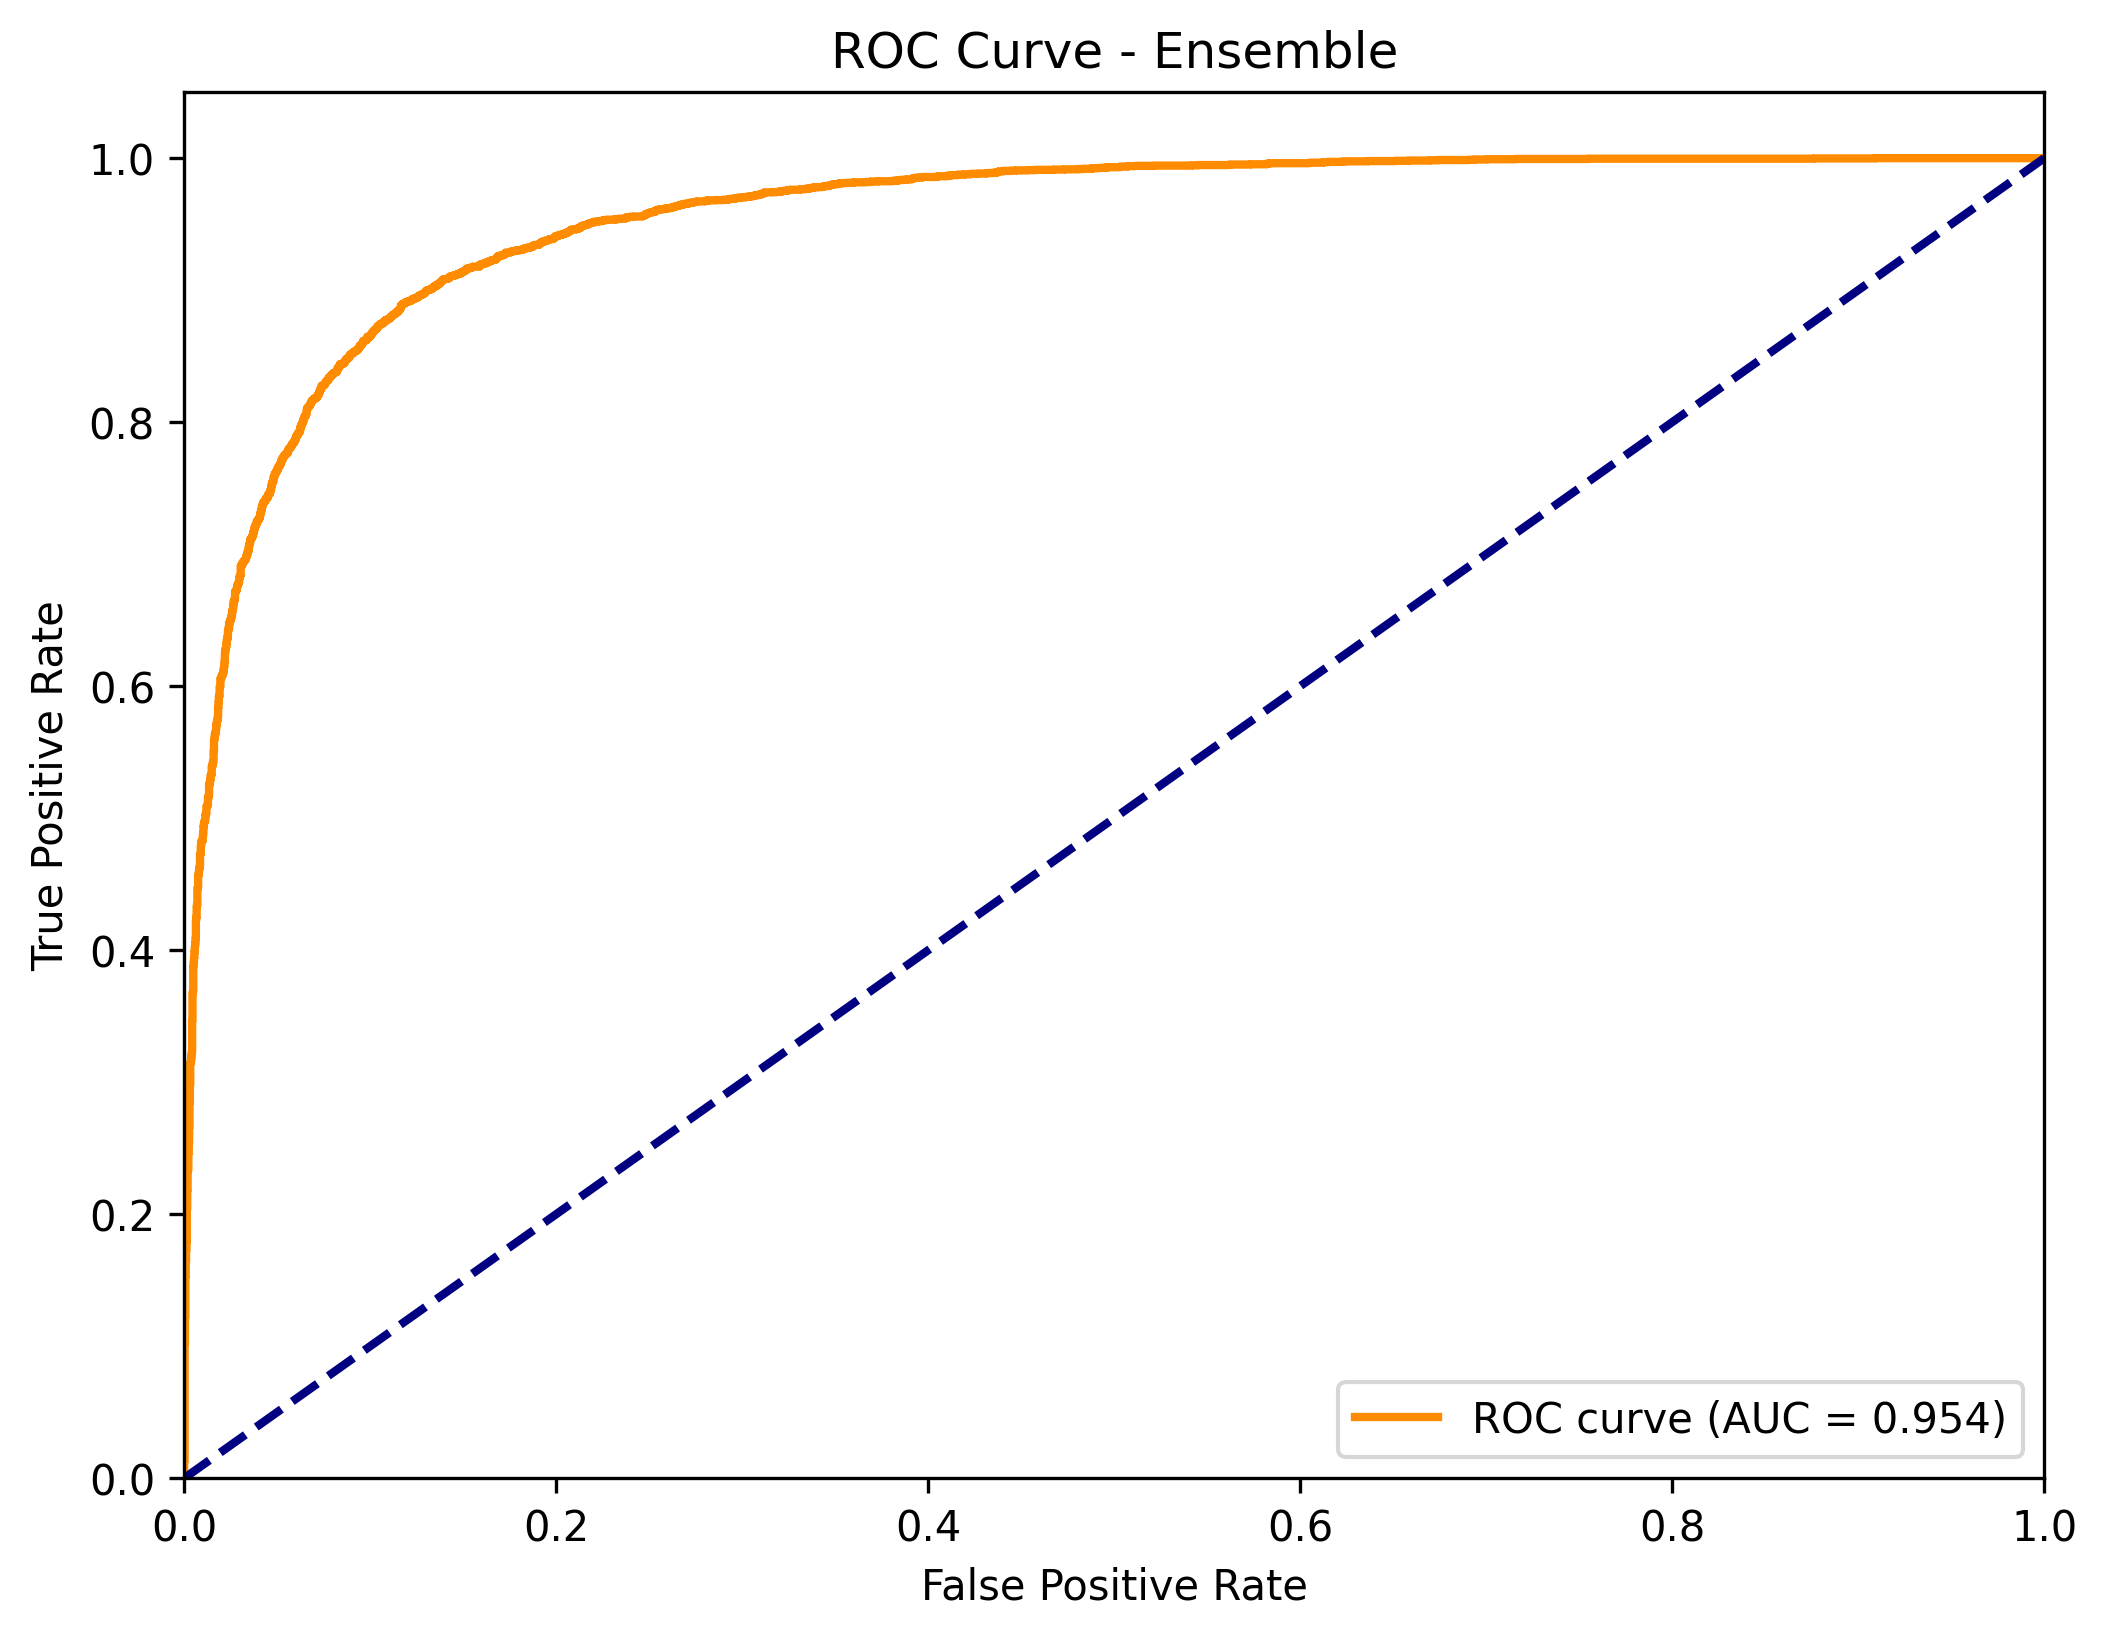 ROC Curve - Ensemble
True Positive Rate
1.0
0.8
0.6
0.4
0.2
0.0
0.0 0.2 0.4 0.6 0.8 1.0
False Positive Rate
ROC curve (AUC = 0.954)